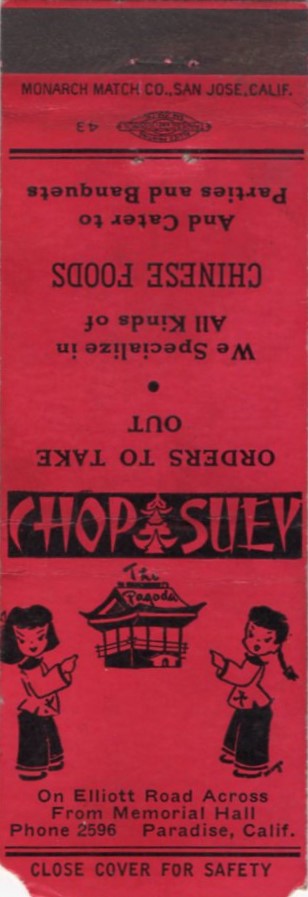 MONARCH MATCH CO., SAN JOSE, CALIF.
43
ORDERS TO TAKE
OUT
•
We Specialize in
All Kinds of
CHINESE FOODS
And Cater to
Parties and Banquets
CHOP SUEY
The
Pagoda
On Elliott Road Across
From Memorial Hall
Phone 2596 Paradise, Calif.
CLOSE COVER FOR SAFETY